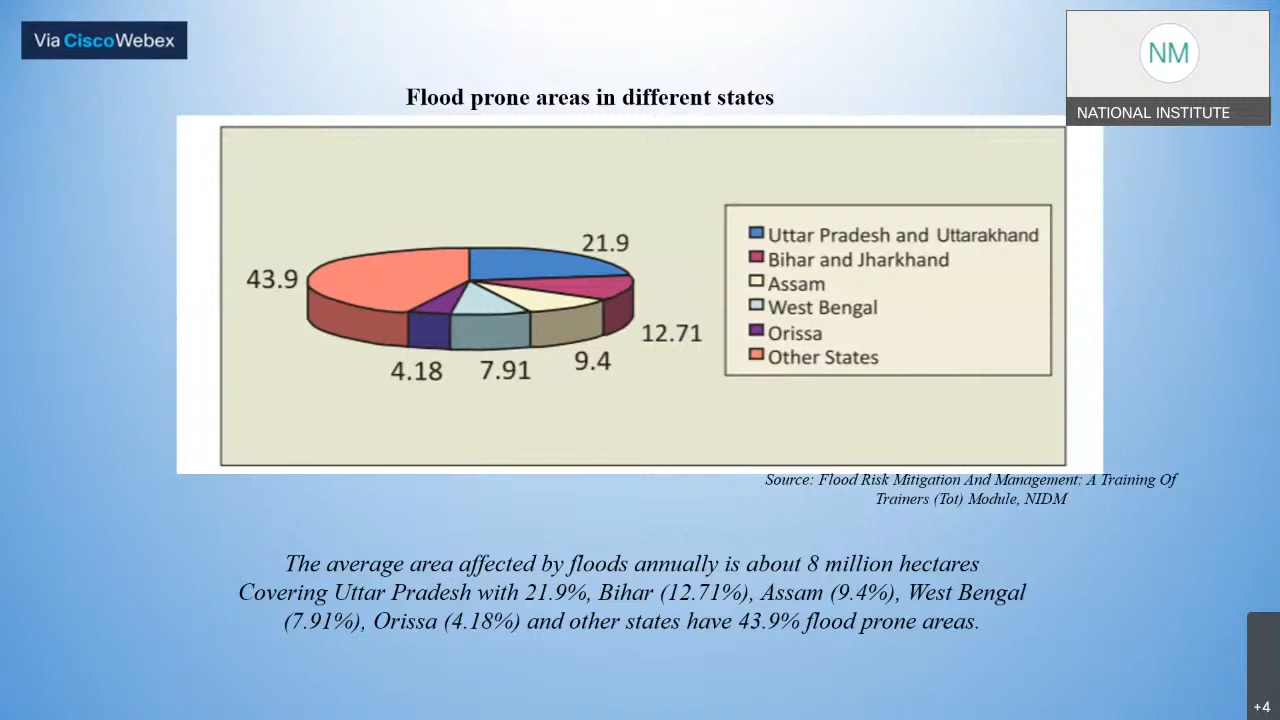 Via Cisco Webex
NM
NATIONAL INSTITUTE
Flood prone areas in different states
21.9
43.9
12.71
9.4
7.91
4.18
Uttar Pradesh and Uttarakhand
Bihar and Jharkhand
Assam
West Bengal
Orissa
Other States
Source: Flood Risk Mitigation And Management: A Training Of
Trainers (Tot) Module, NIDM
The average area affected by floods annually is about 8 million hectares
Covering Uttar Pradesh with 21.9%, Bihar (12.71%), Assam (9.4%), West Bengal
(7.91%), Orissa (4.18%) and other states have 43.9% flood prone areas.
+4